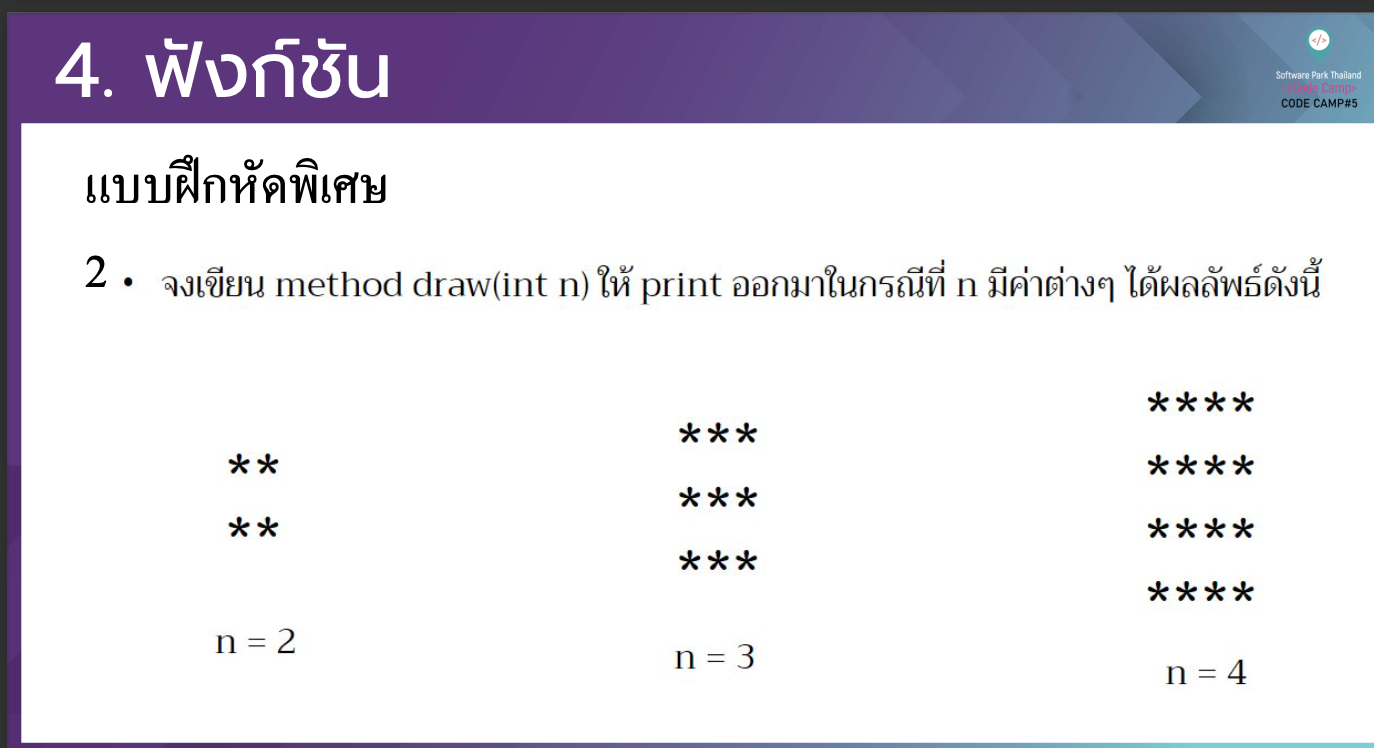 4. ฟังก์ชัน
</>
Software Park Thailand
</Code Camp>
CODE CAMP#5
แบบฝึกหัดพิเศษ
2 • จงเขียน method draw(int n) ให้ print ออกมาในกรณีที่ n มีค่าต่างๆ ได้ผลลัพธ์ดังนี้
**
**
n = 2
***
***
***
n = 3
****
****
****
****
n = 4